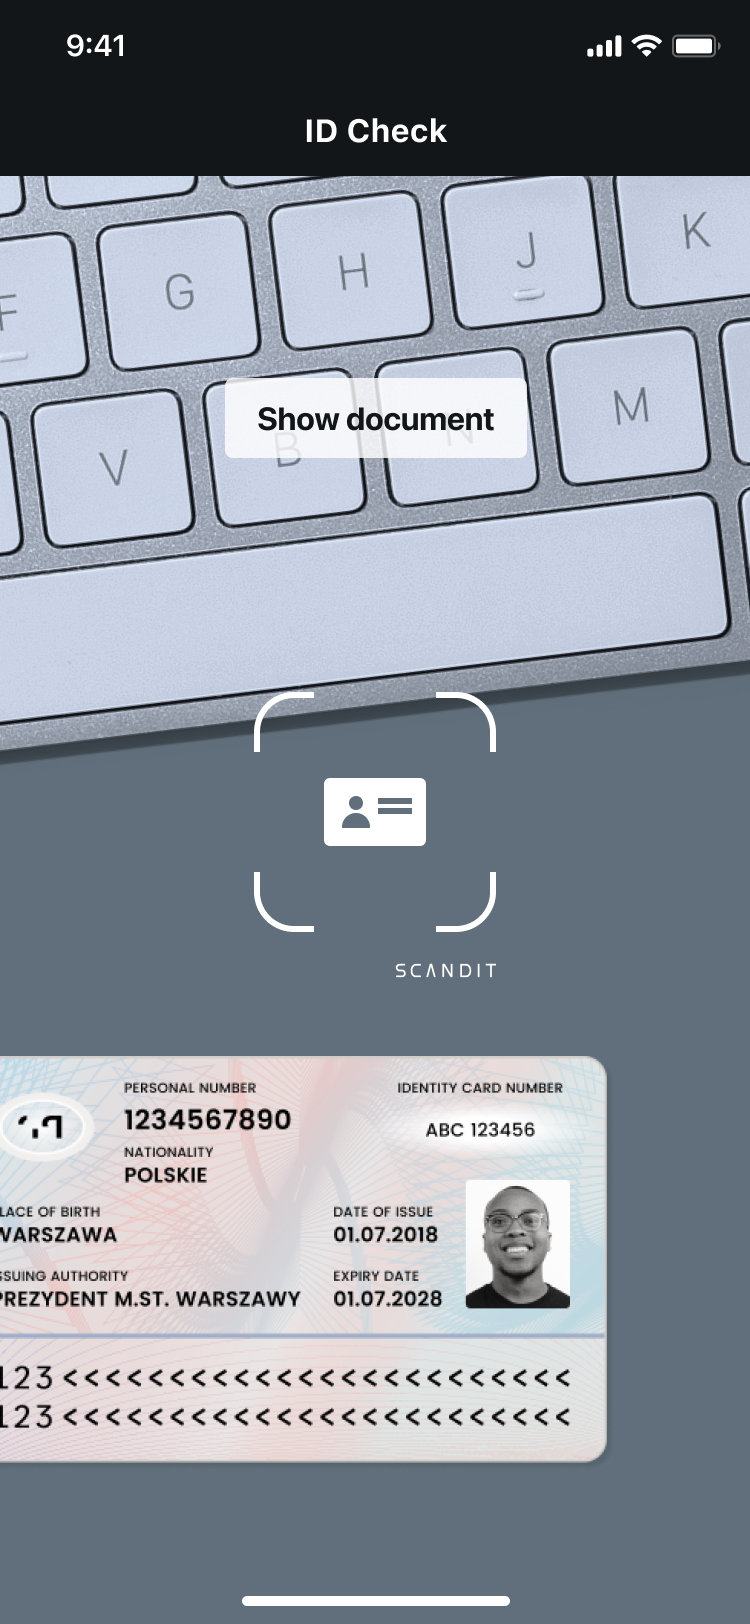 9:41
ID Check
F G H J K
V B N M
Show document
SCANDIT
PERSONAL NUMBER
1234567890
IDENTITY CARD NUMBER
ABC 123456
NATIONALITY
POLSKIE
LACE OF BIRTH
WARSZAWA
DATE OF ISSUE
01.07.2018
SSUING AUTHORITY
PREZYDENT M.ST. WARSZAWY
EXPIRY DATE
01.07.2028
123<<<<<<<<<<<<<<<<<<<<<<<<
123<<<<<<<<<<<<<<<<<<<<<<<<